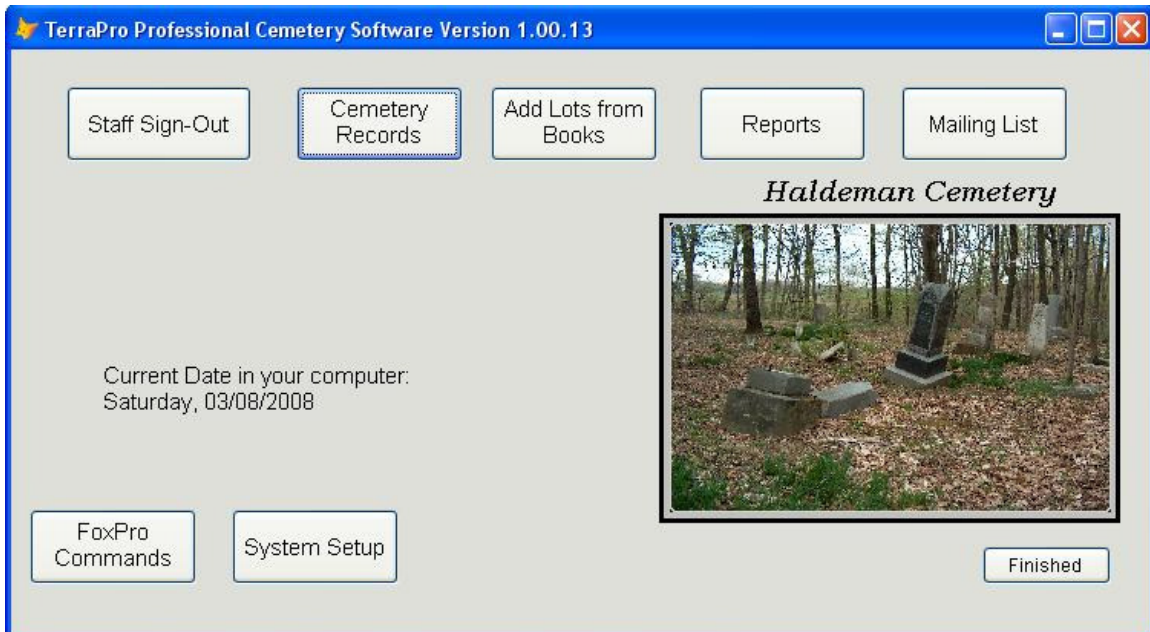 TerraPro Professional Cemetery Software Version 1.00.13
Staff Sign-Out
Cemetery
Records
Add Lots from
Books
Reports
Mailing List
Haldeman Cemetery
Current Date in your computer:
Saturday, 03/08/2008
FoxPro
Commands
System Setup
Finished